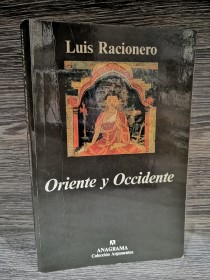 Luis Racionero
Oriente y Occidente
A
ANAGRAMA
Colección Argumentos